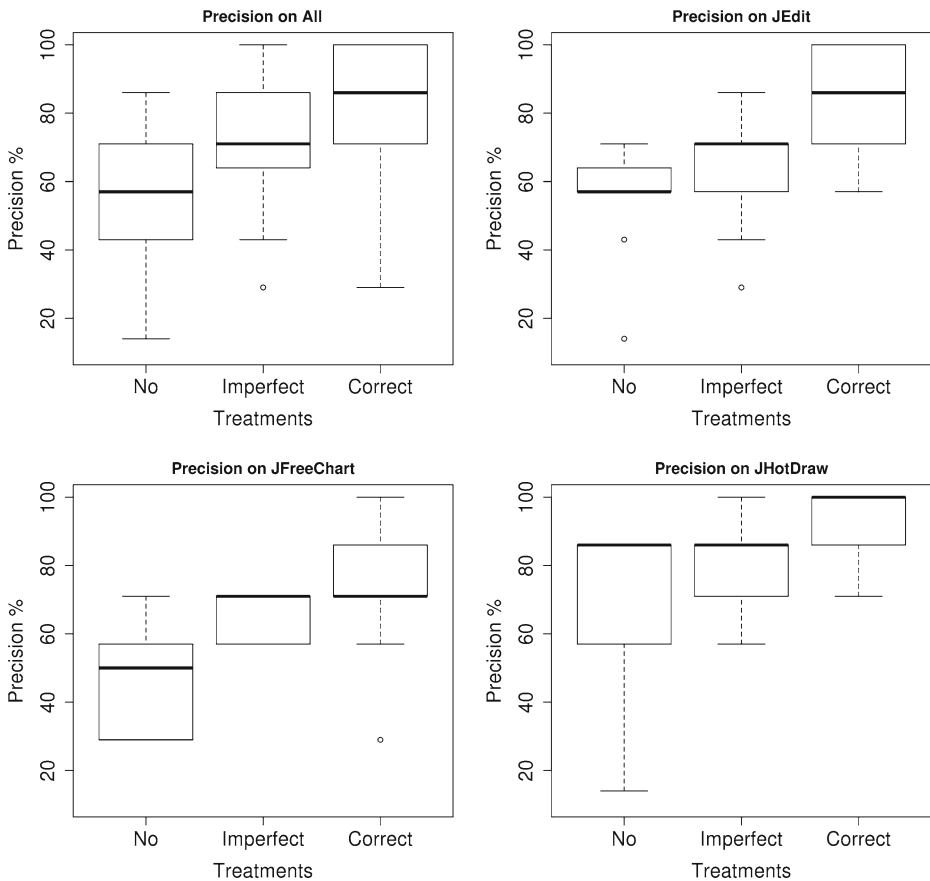 Precision on All
Precision %
100
80
60
40
20
No Imperfect Correct
Treatments
Precision on JEdit
Precision %
100
80
60
40
20
No Imperfect Correct
Treatments
Precision on JFreeChart
Precision %
100
80
60
40
20
No Imperfect Correct
Treatments
Precision on JHotDraw
Precision %
100
80
60
40
20
No Imperfect Correct
Treatments